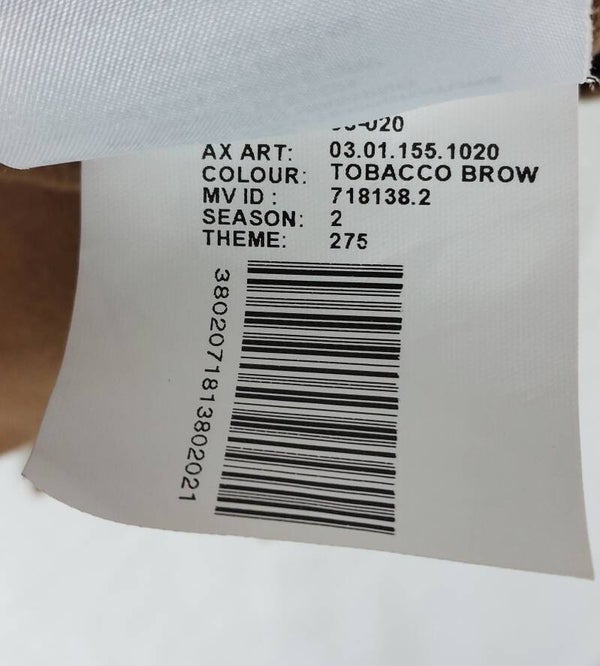 AX ART: 03.01.155.1020
COLOUR: TOBACCO BROW
MV ID : 718138.2
SEASON: 2
THEME: 275
3802071813802021